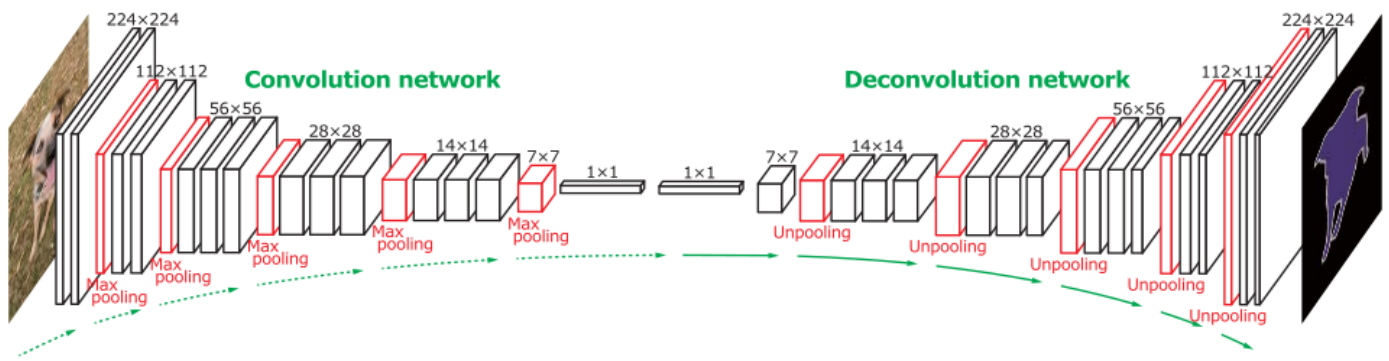 224×224
112×112
56×56
28×28
14×14
7×7
1×1
1×1
7×7
14×14
28×28
56×56
112×112
224×224
Convolution network
Deconvolution network
Max
pooling
Max
pooling
Max
pooling
Max
pooling
Max
pooling
Unpooling
Unpooling
Unpooling
Unpooling
Unpooling